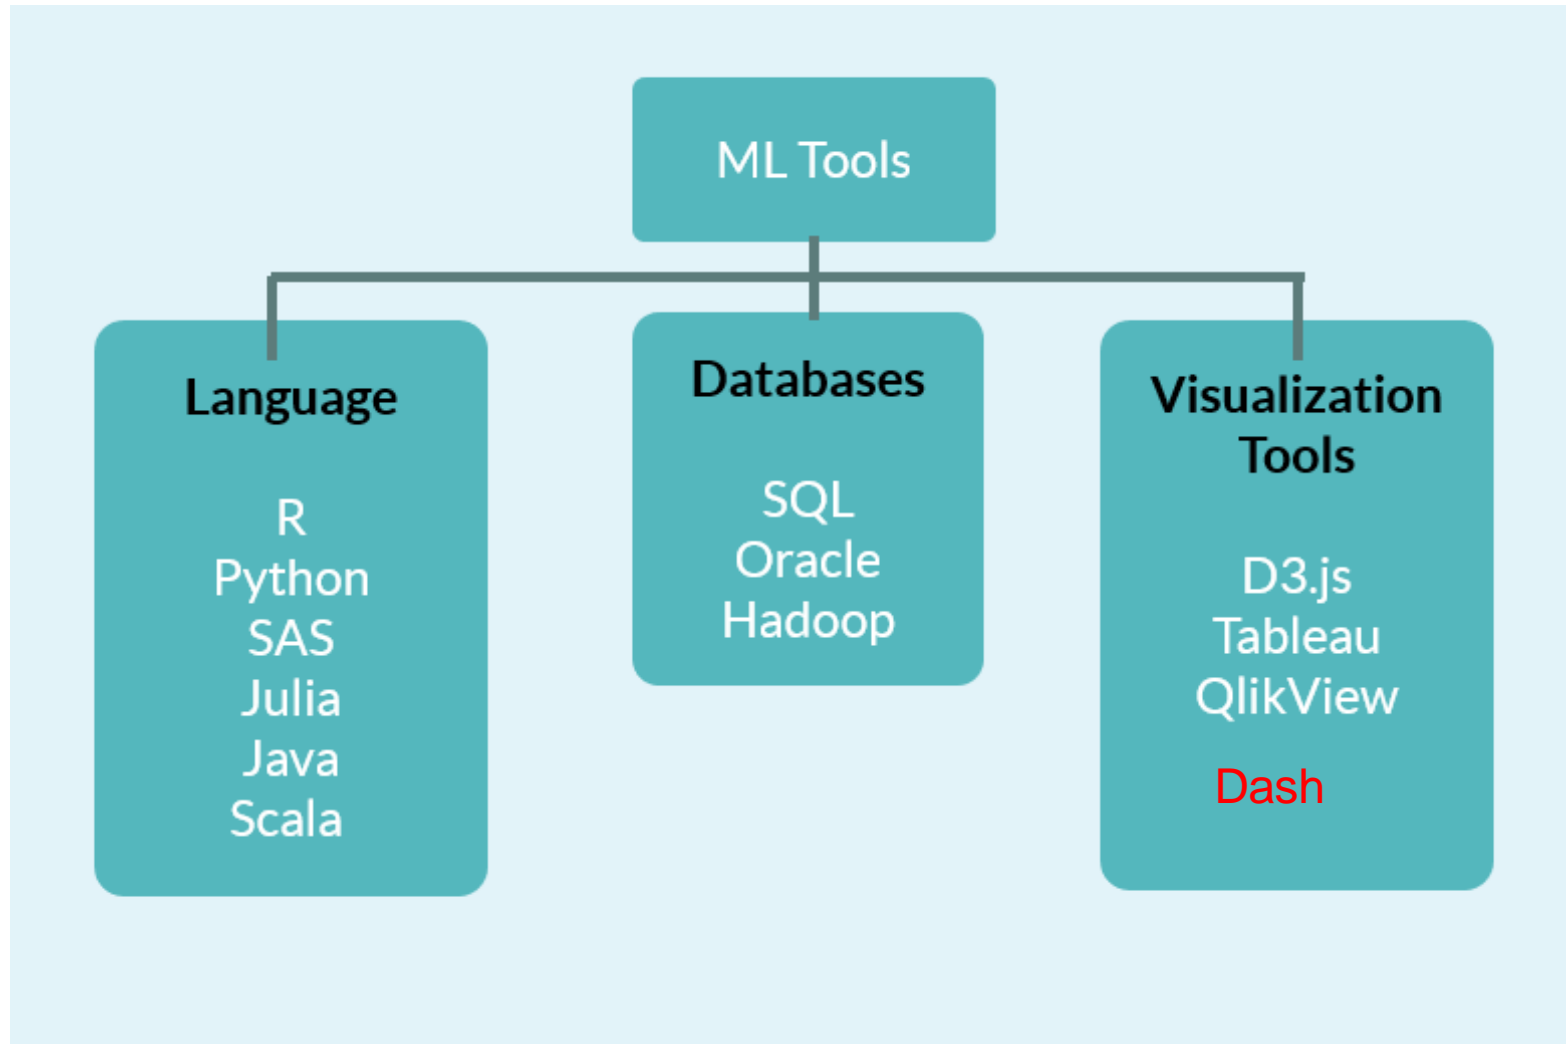 ML Tools
Language
R
Python
SAS
Julia
Java
Scala
Databases
SQL
Oracle
Hadoop
Visualization
Tools
D3.js
Tableau
QlikView
Dash